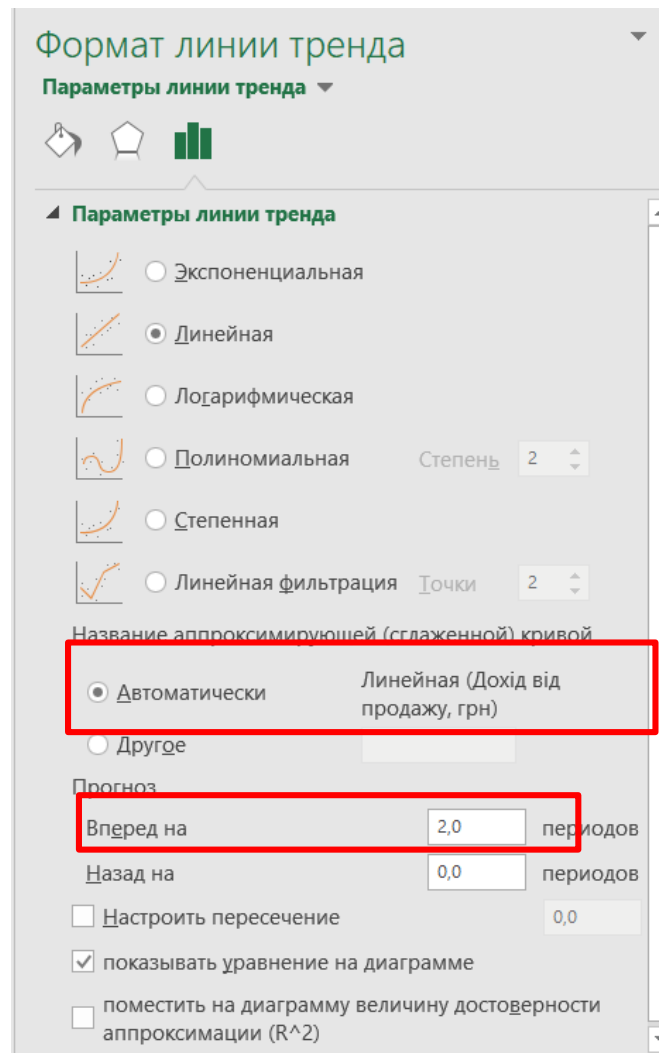 Формат линии тренда
Параметры линии тренда
Параметры линии тренда
Экспоненциальная
Линейная
Логарифмическая
Полиномиальная Степень 2
Степенная
Линейная фильтрация Точки 2
Название аппроксимирующей (сглаженной) кривой
Автоматически Линейная (Дохід від
продажу, грн)
Другое
Прогноз
Вперед на 2,0 периодов
Назад на 0,0 периодов
Настроить пересечение 0,0
показывать уравнение на диаграмме
поместить на диаграмму величину достоверности
аппроксимации (R^2)